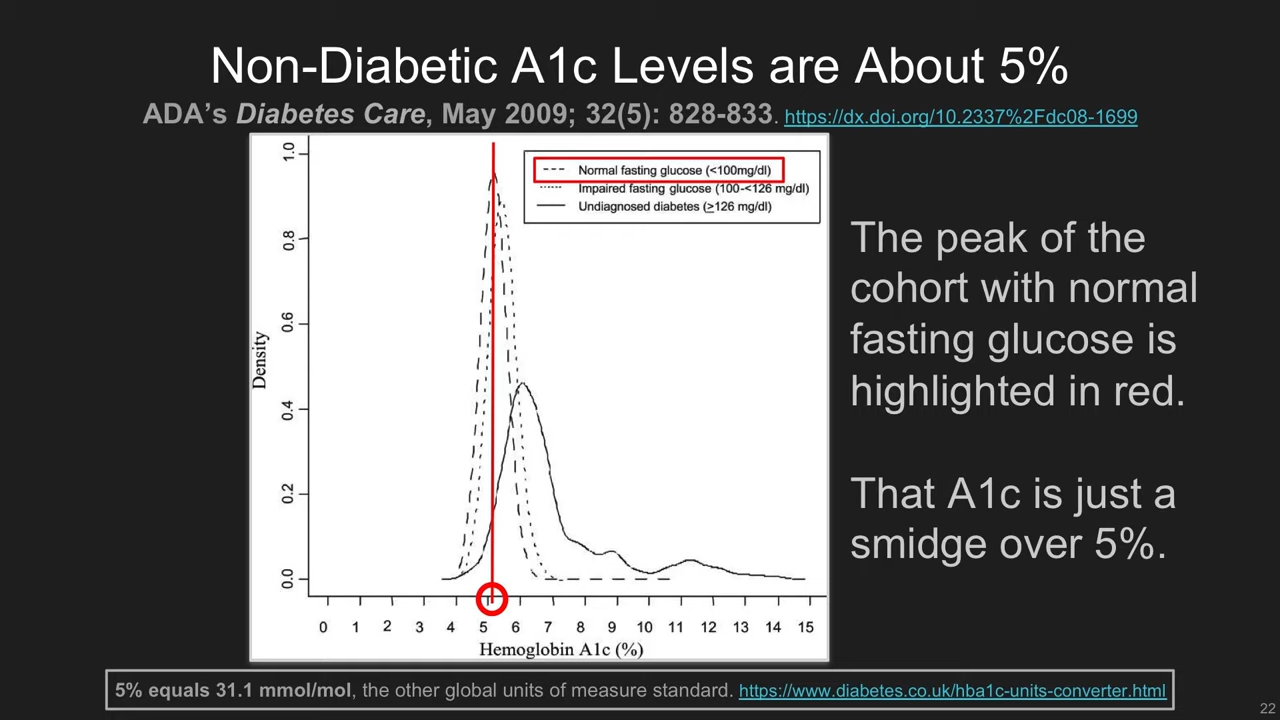 Non-Diabetic A1c Levels are About 5%
ADA's Diabetes Care, May 2009; 32(5): 828-833. https://dx.doi.org/10.2337%2Fdc08-1699
Normal fasting glucose (<100mg/dl)
Impaired fasting glucose (100-<126 mg/dl)
Undiagnosed diabetes (≥126 mg/dl)
1.0
0.8
0.6
0.4
0.2
0.0
Density
0 1 2 3 4 5 6 7 8 9 10 11 12 13 14 15
Hemoglobin A1c (%)
The peak of the
cohort with normal
fasting glucose is
highlighted in red.
That A1c is just a
smidge over 5%.
5% equals 31.1 mmol/mol, the other global units of measure standard. https://www.diabetes.co.uk/hba1c-units-converter.html
22